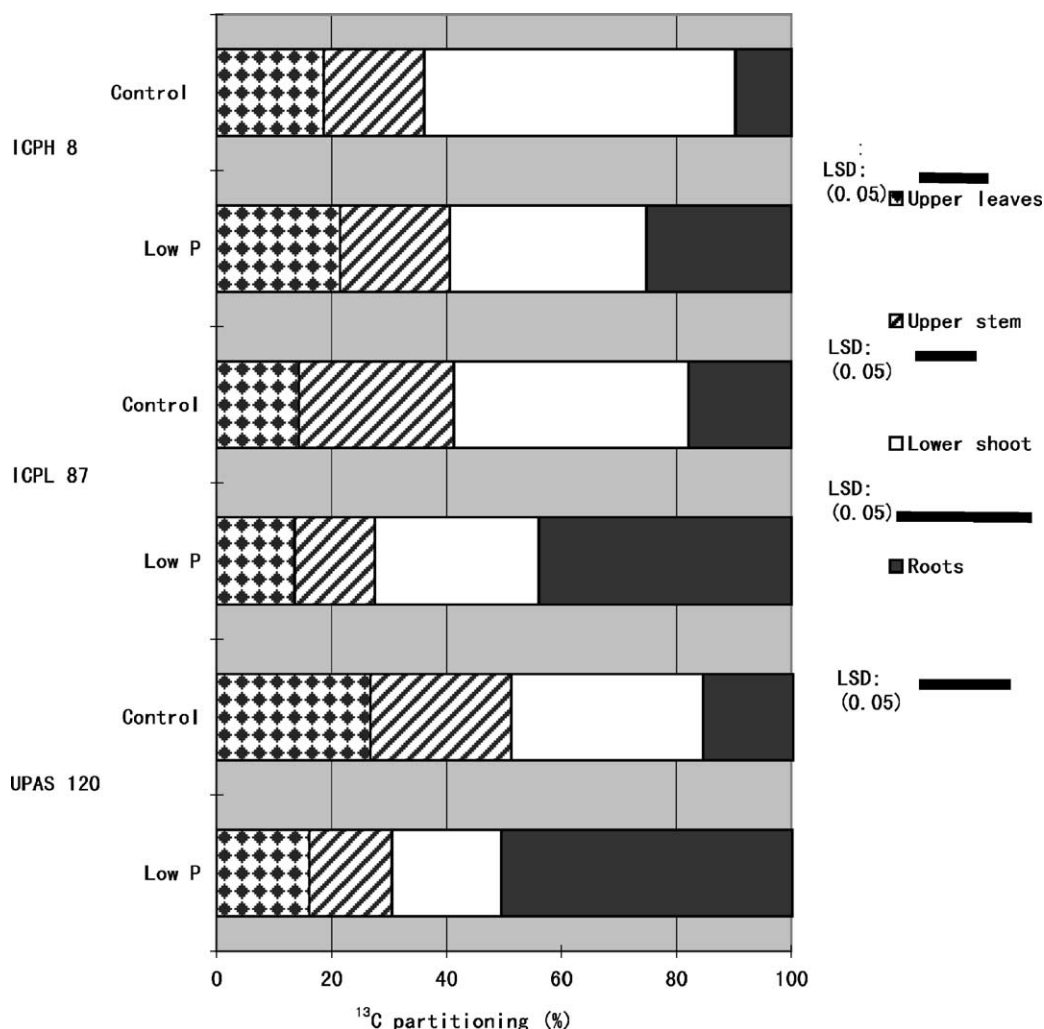 Control
ICPH 8
LSD:
(0.05)
Upper leaves
Low P
Upper stem
LSD:
(0.05)
Control
Lower shoot
ICPL 87
LSD:
(0.05)
Low P
Roots
LSD:
(0.05)
Control
UPAS 120
Low P
0 20 40 60 80 100
¹³C partitioning (%)